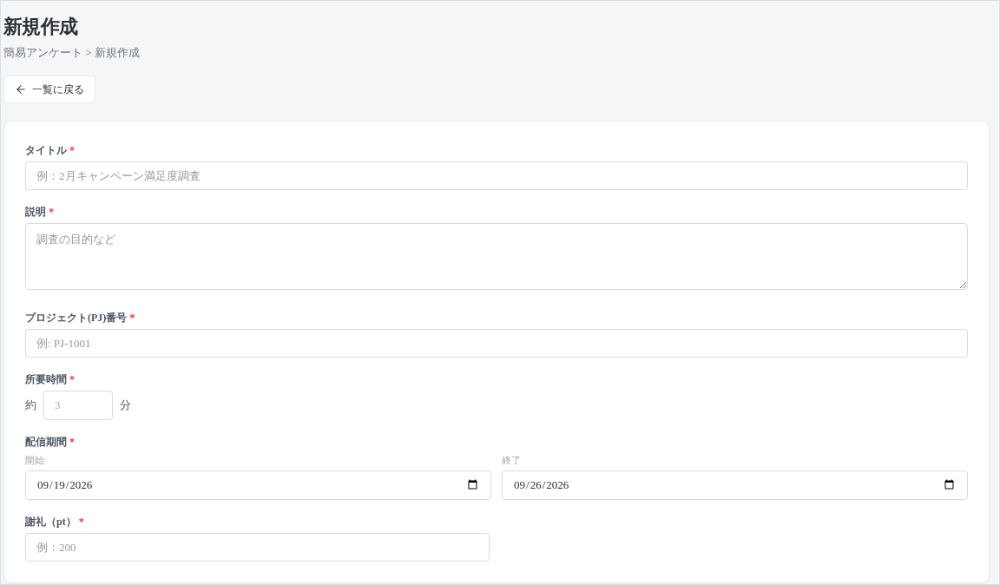 新規作成
簡易アンケート > 新規作成
← 一覧に戻る
タイトル *
例：2月キャンペーン満足度調査
説明 *
調査の目的など
プロジェクト(PJ)番号 *
例: PJ-1001
所要時間 *
約 3 分
配信期間 *
開始 終了
09/19/2026 09/26/2026
謝礼（pt） *
例：200